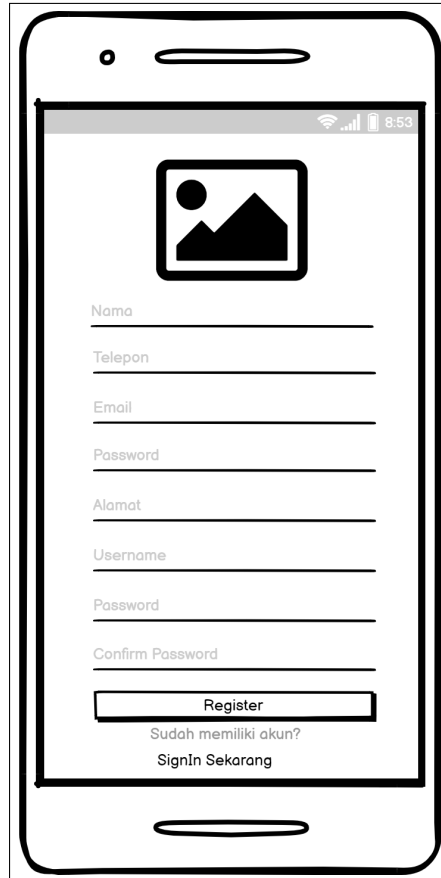 8:53
Nama
Telepon
Email
Password
Alamat
Username
Password
Confirm Password
Register
Sudah memiliki akun?
SignIn Sekarang